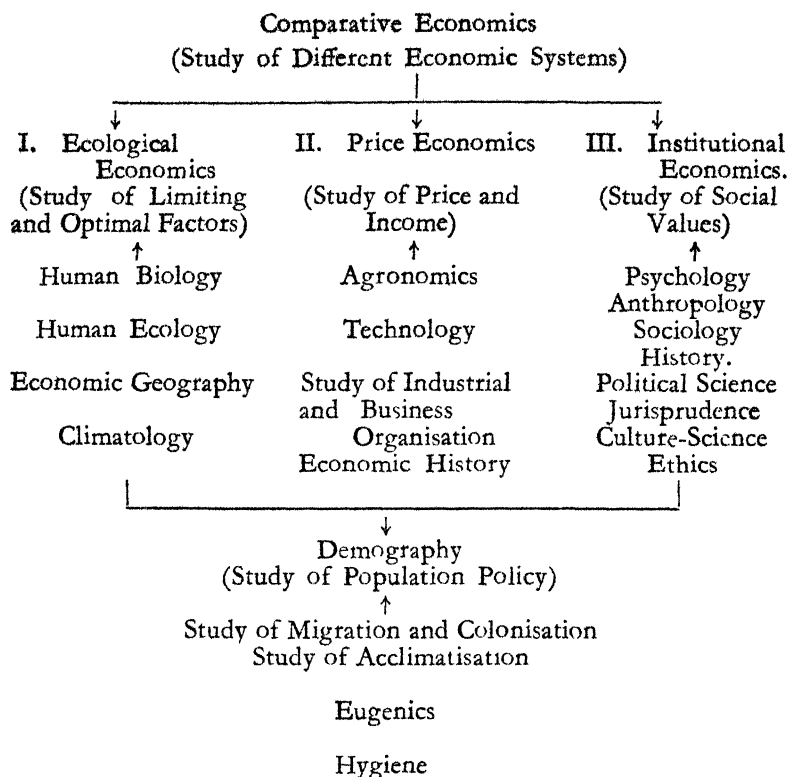 Comparative Economics
(Study of Different Economic Systems)
I. Ecological
Economics
(Study of Limiting
and Optimal Factors)
Human Biology
Human Ecology
Economic Geography
Climatology
II. Price Economics
(Study of Price and
Income)
Agronomics
Technology
Study of Industrial
and Business
Organisation
Economic History
III. Institutional
Economics.
(Study of Social
Values)
Psychology
Anthropology
Sociology
History.
Political Science
Jurisprudence
Culture-Science
Ethics
Demography
(Study of Population Policy)
Study of Migration and Colonisation
Study of Acclimatisation
Eugenics
Hygiene